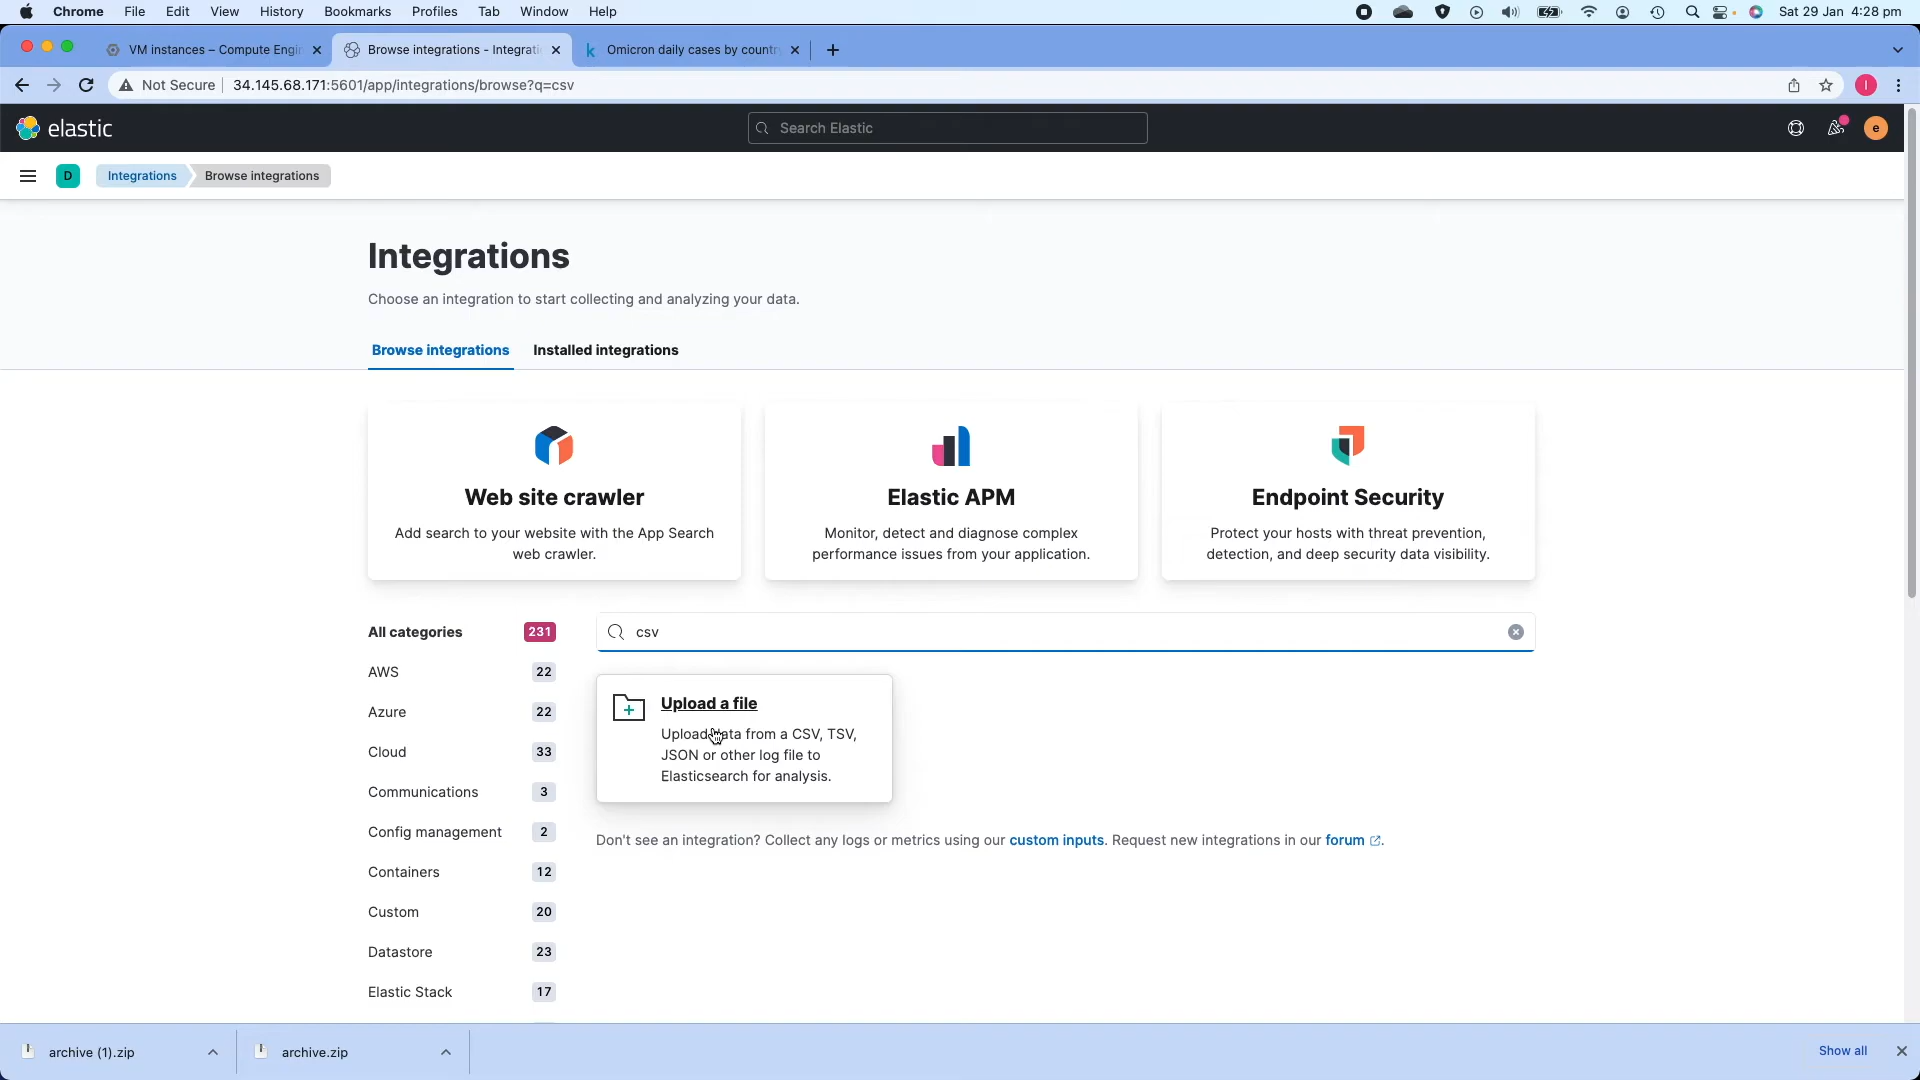 Chrome File Edit View History Bookmarks Profiles Tab Window Help Sat 29 Jan 4:28 pm
VM instances – Compute Engin Browse integrations - Integrati Omicron daily cases by countr
Not Secure 34.145.68.171:5601/app/integrations/browse?q=csv I
elastic Search Elastic e
D Integrations Browse integrations
Integrations
Choose an integration to start collecting and analyzing your data.
Browse integrations Installed integrations
Web site crawler
Add search to your website with the App Search
web crawler.
Elastic APM
Monitor, detect and diagnose complex
performance issues from your application.
Endpoint Security
Protect your hosts with threat prevention,
detection, and deep security data visibility.
All categories 231
AWS 22
Azure 22
Cloud 33
Communications 3
Config management 2
Containers 12
Custom 20
Datastore 23
Elastic Stack 17
csv
Upload a file
Upload data from a CSV, TSV,
JSON or other log file to
Elasticsearch for analysis.
Don't see an integration? Collect any logs or metrics using our custom inputs. Request new integrations in our forum.
archive (1).zip archive.zip Show all